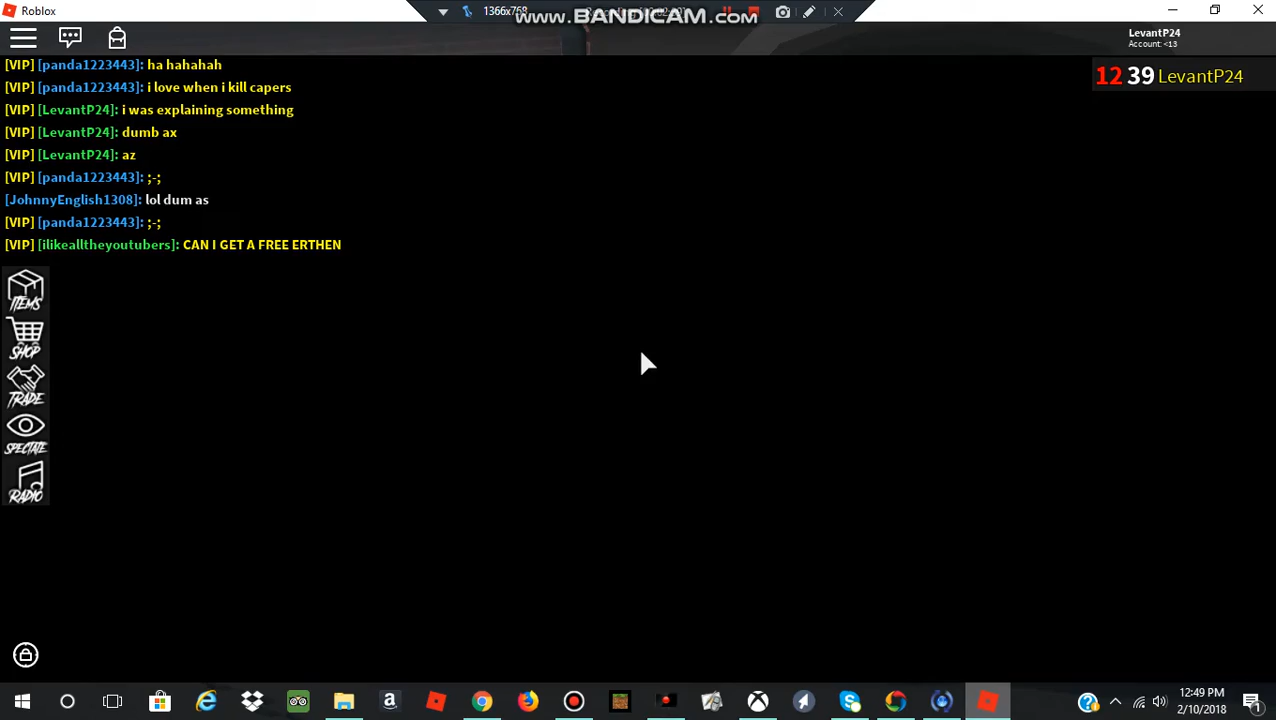 Roblox
1366x768
www.BANDICAM.com
LevantP24
Account: <13
12 39 LevantP24
[VIP] [panda1223443]: ha hahahah
[VIP] [panda1223443]: i love when i kill capers
[VIP] [LevantP24]: i was explaining something
[VIP] [LevantP24]: dumb ax
[VIP] [LevantP24]: az
[VIP] [panda1223443]: ;-;
[JohnnyEnglish1308]: lol dum as
[VIP] [panda1223443]: ;-;
[VIP] [ilikealltheyoutubers]: CAN I GET A FREE ERTHEN
ITEMS
SHOP
TRADE
SPECTATE
RADIO
12:49 PM
2/10/2018